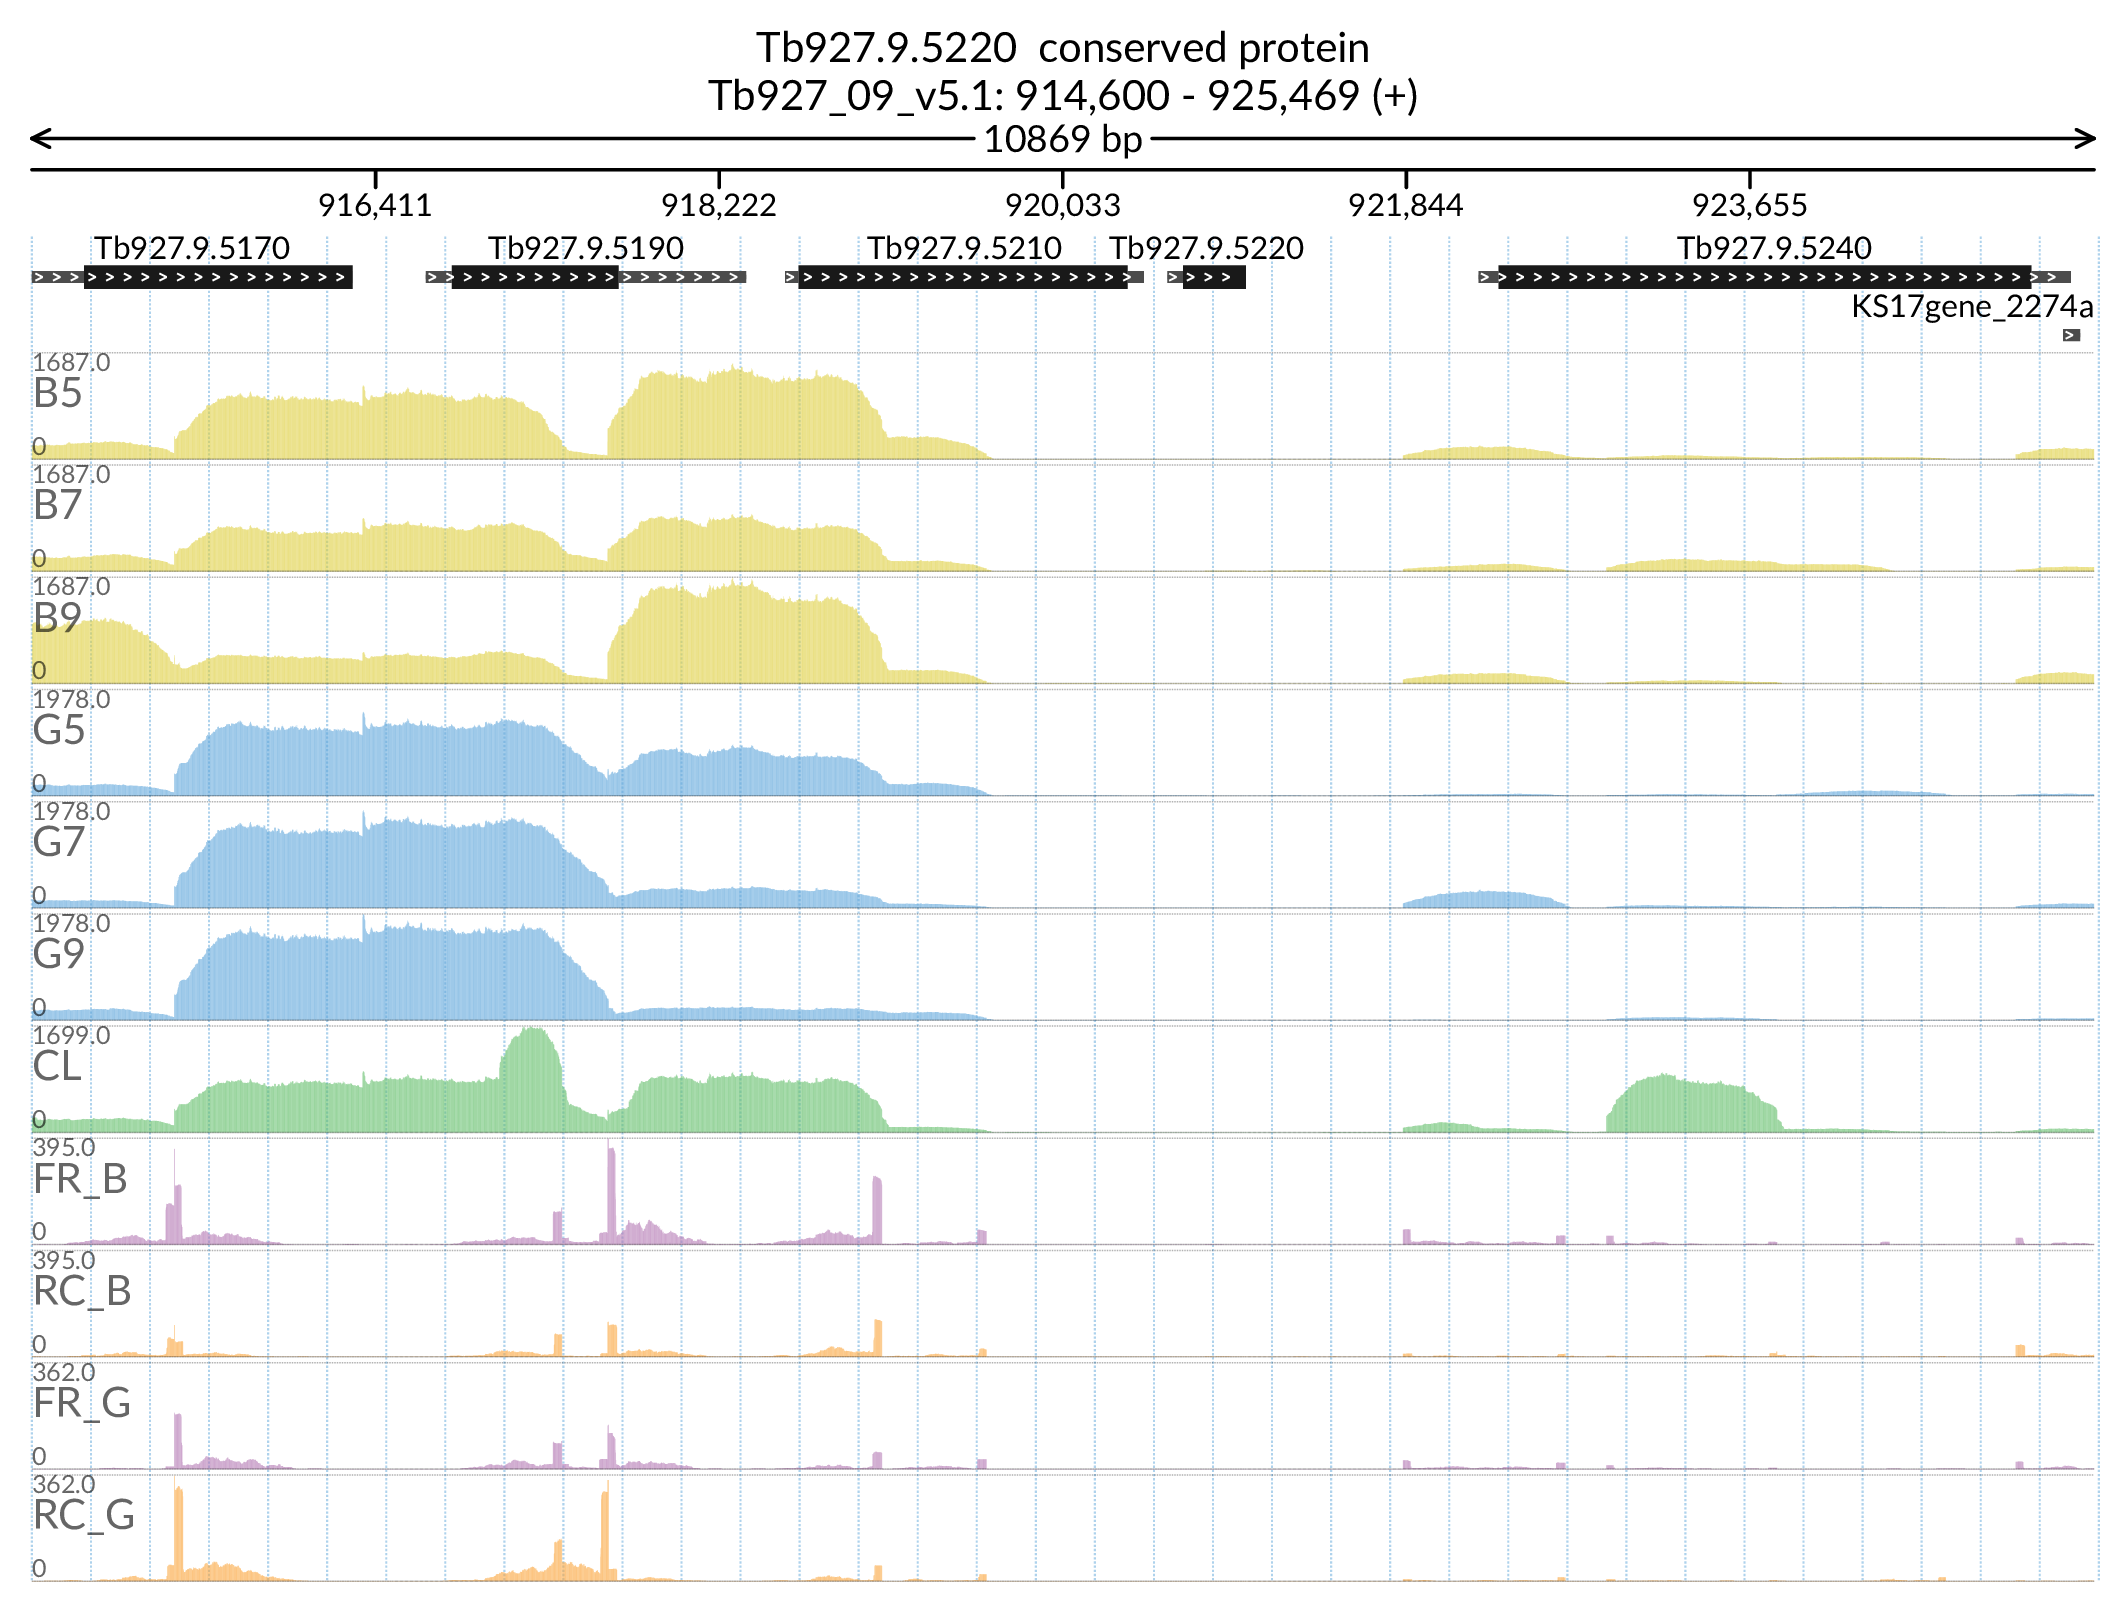 Tb927.9.5220 conserved protein
Tb927_09_v5.1: 914,600 - 925,469 (+)
10869 bp
916,411 918,222 920,033 921,844 923,655
Tb927.9.5170 Tb927.9.5190 Tb927.9.5210 Tb927.9.5220 Tb927.9.5240
KS17gene_2274a
1687.0
B5
0
1687.0
B7
0
1687.0
B9
0
1978.0
G5
0
1978.0
G7
0
1978.0
G9
0
1699.0
CL
0
395.0
FR_B
0
395.0
RC_B
0
362.0
FR_G
0
362.0
RC_G
0